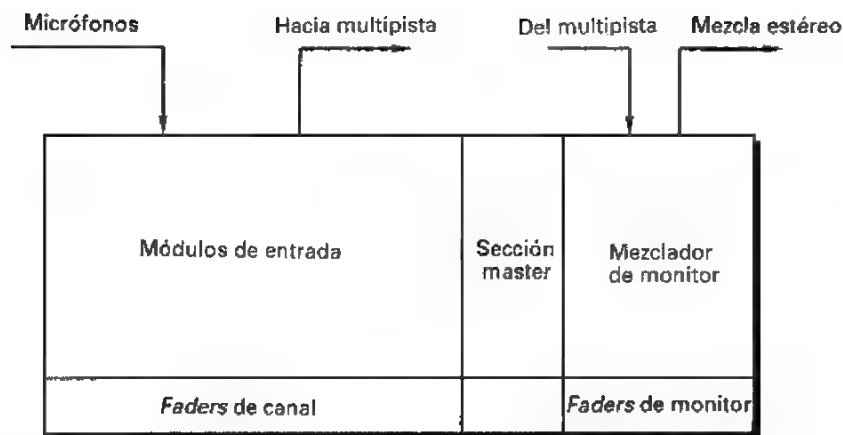 Micrófonos
Hacia multipista
Del multipista
Mezcla estéreo
Módulos de entrada
Sección
master
Mezclador
de monitor
Faders de canal
Faders de monitor